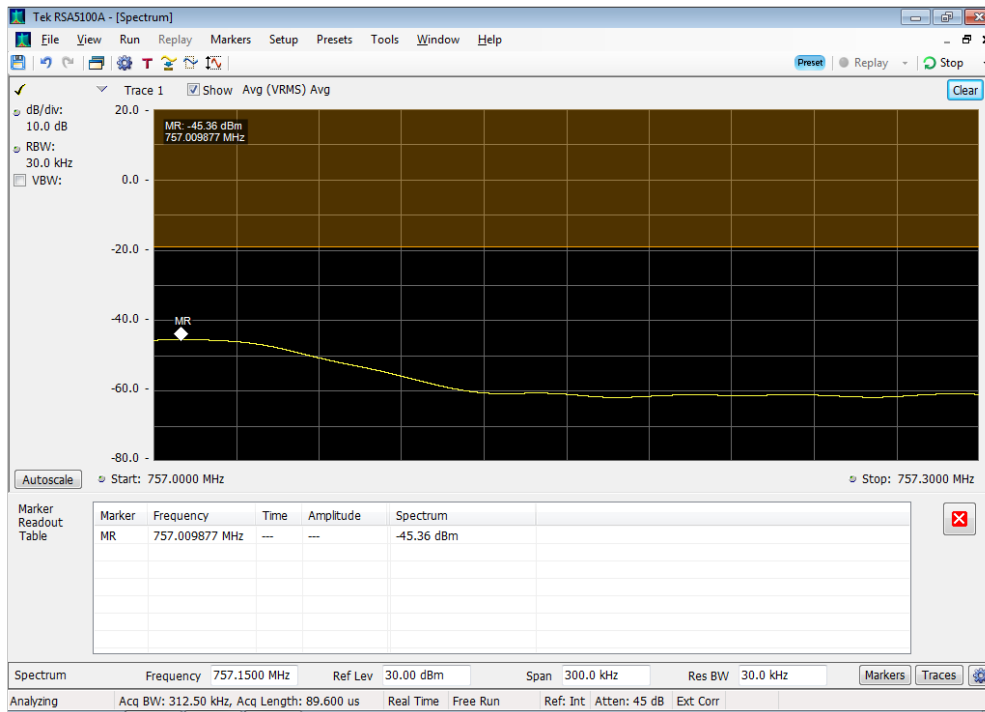 Tek RSA5100A - [Spectrum]
File View Run Replay Markers Setup Presets Tools Window Help
T Preset Replay Stop
Trace 1 Show Avg (VRMS) Avg Clear
dB/div:
10.0 dB
RBW:
30.0 kHz
VBW:
20.0
MR: -45.36 dBm
757.009877 MHz
0.0
-20.0
-40.0
MR
-60.0
-80.0
Autoscale Start: 757.0000 MHz Stop: 757.3000 MHz
Marker
Readout
Table
Marker Frequency Time Amplitude Spectrum
MR 757.009877 MHz --- --- -45.36 dBm
Spectrum Frequency 757.1500 MHz Ref Lev 30.00 dBm Span 300.0 kHz Res BW 30.0 kHz Markers Traces
Analyzing Acq BW: 312.50 kHz, Acq Length: 89.600 us Real Time Free Run Ref: Int Atten: 45 dB Ext Corr